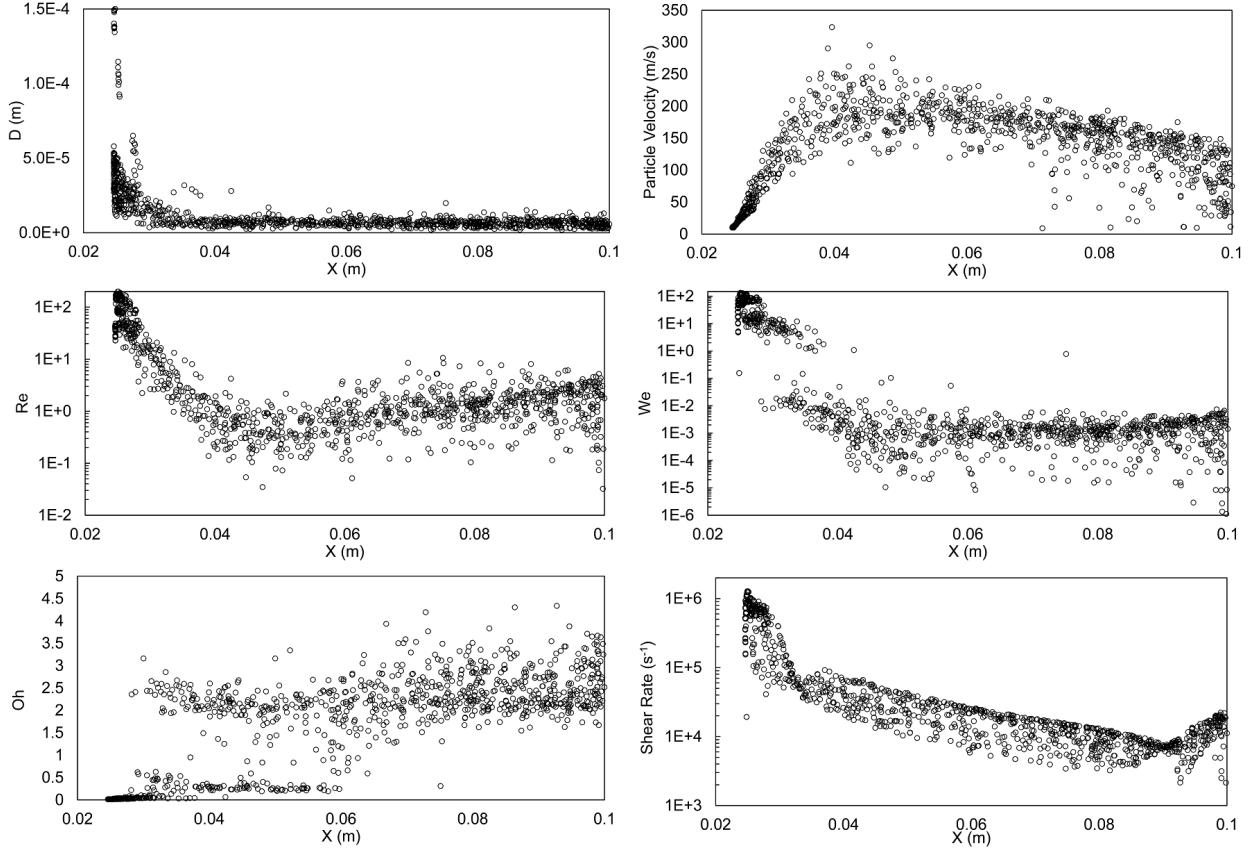 1.5E-4
1.0E-4
5.0E-5
0.0E+0
D (m)
0.02 0.04 0.06 0.08 0.1
X (m)
350
300
250
200
150
100
50
0
Particle Velocity (m/s)
0.02 0.04 0.06 0.08 0.1
X (m)
1E+2
1E+1
1E+0
1E-1
1E-2
Re
0.02 0.04 0.06 0.08 0.1
X (m)
1E+2
1E+1
1E+0
1E-1
1E-2
1E-3
1E-4
1E-5
1E-6
We
0.02 0.04 0.06 0.08 0.1
X (m)
5
4.5
4
3.5
3
2.5
2
1.5
1
0.5
0
Oh
0.02 0.04 0.06 0.08 0.1
X (m)
1E+6
1E+5
1E+4
1E+3
Shear Rate (s⁻¹)
0.02 0.04 0.06 0.08 0.1
X (m)